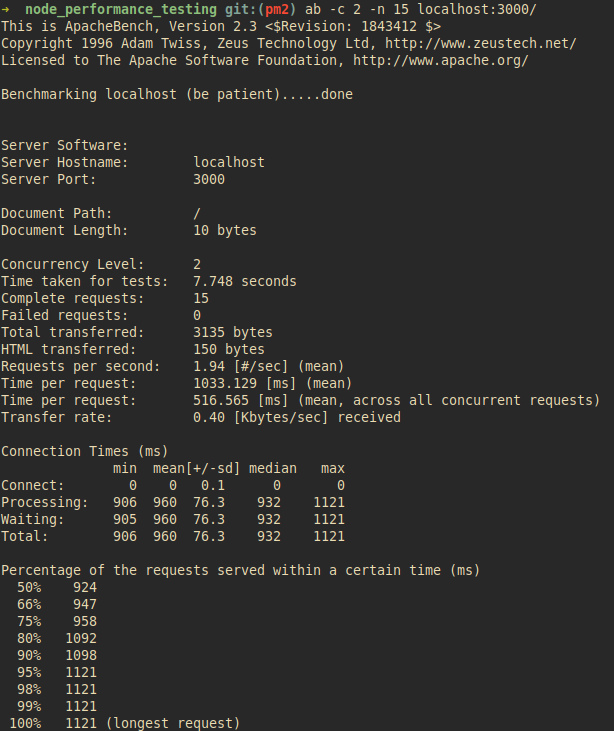 ➜  node_performance_testing git:(pm2) ab -c 2 -n 15 localhost:3000/
This is ApacheBench, Version 2.3 <$Revision: 1843412 $>
Copyright 1996 Adam Twiss, Zeus Technology Ltd, http://www.zeustech.net/
Licensed to The Apache Software Foundation, http://www.apache.org/

Benchmarking localhost (be patient).....done


Server Software:
Server Hostname:        localhost
Server Port:            3000

Document Path:          /
Document Length:        10 bytes

Concurrency Level:      2
Time taken for tests:   7.748 seconds
Complete requests:      15
Failed requests:        0
Total transferred:      3135 bytes
HTML transferred:       150 bytes
Requests per second:    1.94 [#/sec] (mean)
Time per request:       1033.129 [ms] (mean)
Time per request:       516.565 [ms] (mean, across all concurrent requests)
Transfer rate:          0.40 [Kbytes/sec] received

Connection Times (ms)
              min  mean[+/-sd] median   max
Connect:        0    0   0.1      0       0
Processing:   906  960  76.3    932    1121
Waiting:      905  960  76.3    932    1121
Total:        906  960  76.3    932    1121

Percentage of the requests served within a certain time (ms)
  50%    924
  66%    947
  75%    958
  80%   1092
  90%   1098
  95%   1121
  98%   1121
  99%   1121
 100%   1121 (longest request)